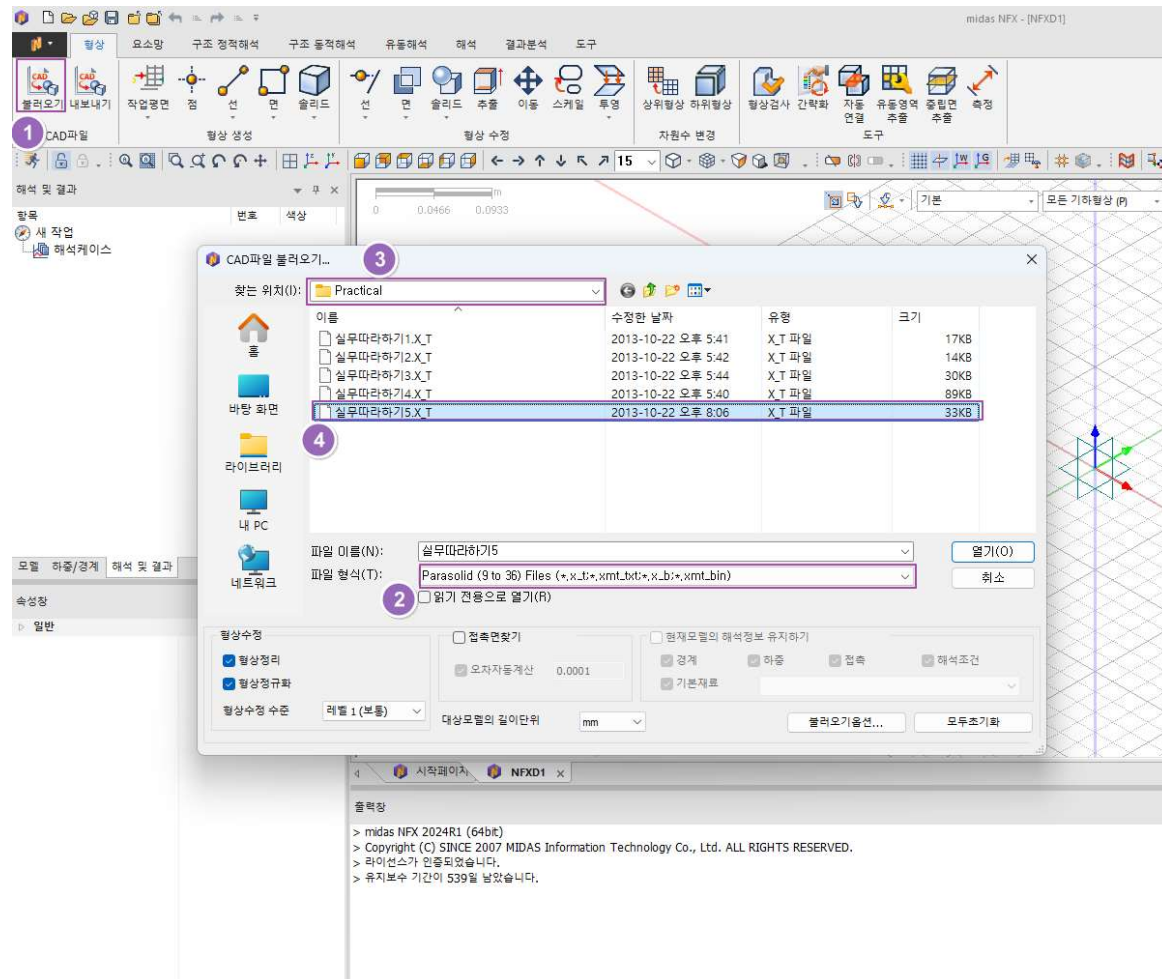 midas NFX - [NFXD1]
형상 요소망 구조 정적해석 구조 동적해석 유동해석 해석 결과분석 도구
CAD CAD
불러오기 내보내기 작업평면 점 선 면 솔리드 선 면 솔리드 추출 이동 스케일 투영 상위형상 하위형상 형상검사 간략화 자동 연결 유동영역 추출 중립면 추출 측정
1 CAD파일 형상 생성 형상 수정 자원수 변경 도구
15
해석 및 결과
항목 번호 색상
새 작업
해석케이스
m
0 0.0466 0.0933
기본 모든 기하형상 (P)
CAD파일 불러오기... 3
찾는 위치(I): Practical
이름 수정한 날짜 유형 크기
실무따라하기1.X_T 2013-10-22 오후 5:41 X_T 파일 17KB
실무따라하기2.X_T 2013-10-22 오후 5:42 X_T 파일 14KB
실무따라하기3.X_T 2013-10-22 오후 5:44 X_T 파일 30KB
실무따라하기4.X_T 2013-10-22 오후 5:40 X_T 파일 89KB
실무따라하기5.X_T 2013-10-22 오후 8:06 X_T 파일 33KB
4
홈
바탕 화면
라이브러리
내 PC
네트워크
파일 이름(N): 실무따라하기5 열기(O)
파일 형식(T): Parasolid (9 to 36) Files (*,x_t;*,xmt_txt;*,x_b;*,xmt_bin) 취소
2 읽기 전용으로 열기(R)
형상수정 접촉면찾기 현재모델의 해석정보 유지하기
형상정리 오차자동계산 0.0001 경계 하중 접촉 해석조건
형상정규화 기본재료
형상수정 수준 레벨 1 (보통) 대상모델의 길이단위 mm 불러오기옵션... 모두초기화
모델 하중/경계 해석 및 결과
속성창
일반
시작페이지 NFXD1
출력창
> midas NFX 2024R1 (64bit)
> Copyright (C) SINCE 2007 MIDAS Information Technology Co., Ltd. ALL RIGHTS RESERVED.
> 라이선스가 인증되었습니다.
> 유지보수 기간이 539일 남았습니다.